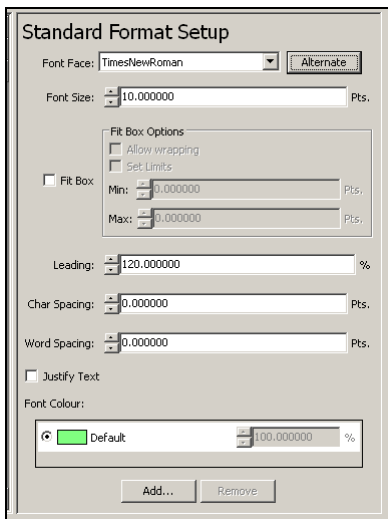 Standard Format Setup
Font Face: TimesNewRoman Alternate
Font Size: 10.000000 Pts.
Fit Box Options
Allow wrapping
Set Limits
Fit Box
Min: 0.000000 Pts.
Max: 0.000000 Pts.
Leading: 120.000000 %
Char Spacing: 0.000000 Pts.
Word Spacing: 0.000000 Pts.
Justify Text
Font Colour:
Default 100.000000 %
Add... Remove